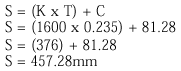 S = (K x T) + C
S = (1600 x 0.235) + 81.28
S = (376) + 81.28
S = 457.28mm